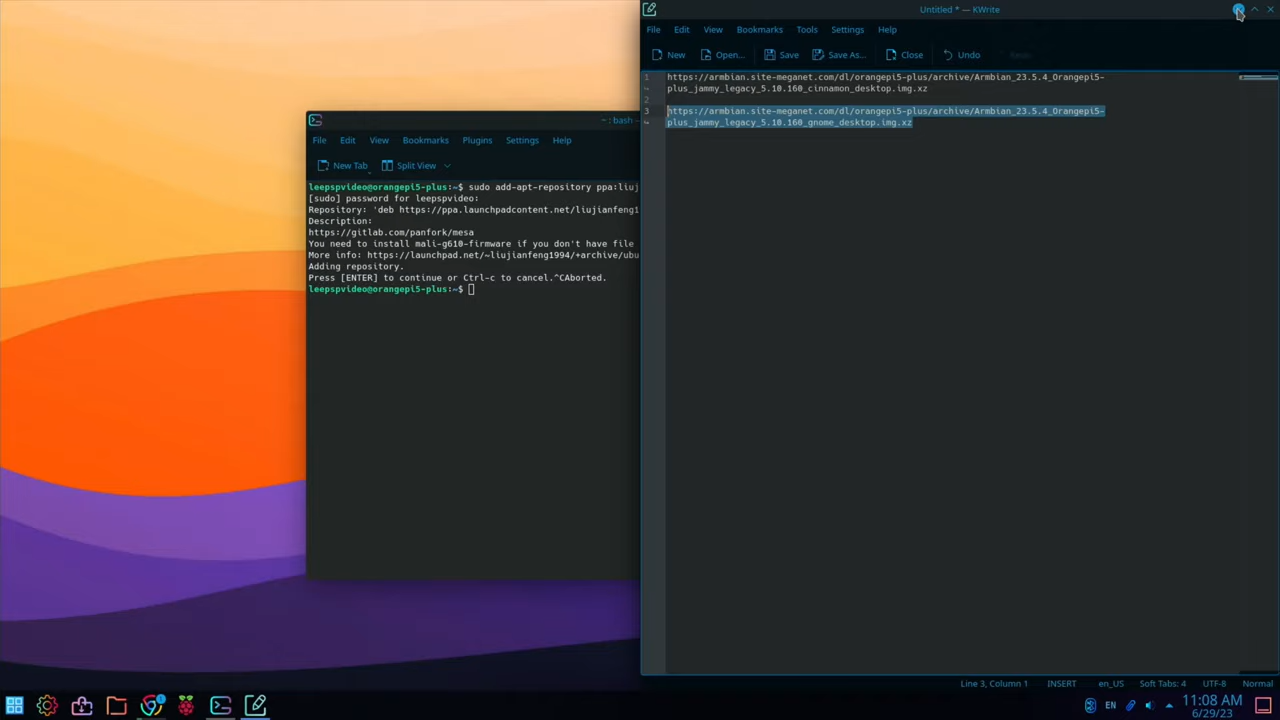 Untitled * — KWrite
File Edit View Bookmarks Tools Settings Help
New Open... Save Save As... Close Undo
1 https://armbian.site-meganet.com/dl/orangepi5-plus/archive/Armbian_23.5.4_Orangepi5-
plus_jammy_legacy_5.10.160_cinnamon_desktop.img.xz
2
3 https://armbian.site-meganet.com/dl/orangepi5-plus/archive/Armbian_23.5.4_Orangepi5-
plus_jammy_legacy_5.10.160_gnome_desktop.img.xz
~ : bash —
File Edit View Bookmarks Plugins Settings Help
New Tab Split View
leepspvideo@orangepi5-plus:~$ sudo add-apt-repository ppa:liuj
[sudo] password for leepspvideo:
Repository: 'deb https://ppa.launchpadcontent.net/liujianfeng1
Description:
https://gitlab.com/panfork/mesa
You need to install mali-g610-firmware if you don't have file
More info: https://launchpad.net/~liujianfeng1994/+archive/ubu
Adding repository.
Press [ENTER] to continue or Ctrl-c to cancel.^CAborted.
leepspvideo@orangepi5-plus:~$
Line 3, Column 1 INSERT en_US Soft Tabs: 4 UTF-8 Normal
EN 11:08 AM
6/29/23